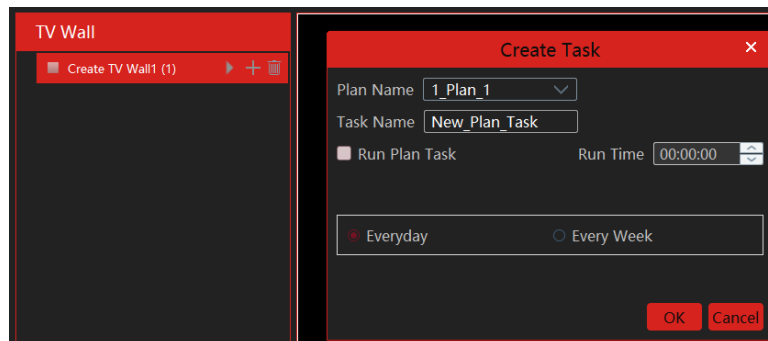 TV Wall
Create TV Wall1 (1)
Create Task
Plan Name 1_Plan_1
Task Name New_Plan_Task
Run Plan Task Run Time 00:00:00
Everyday Every Week
OK Cancel